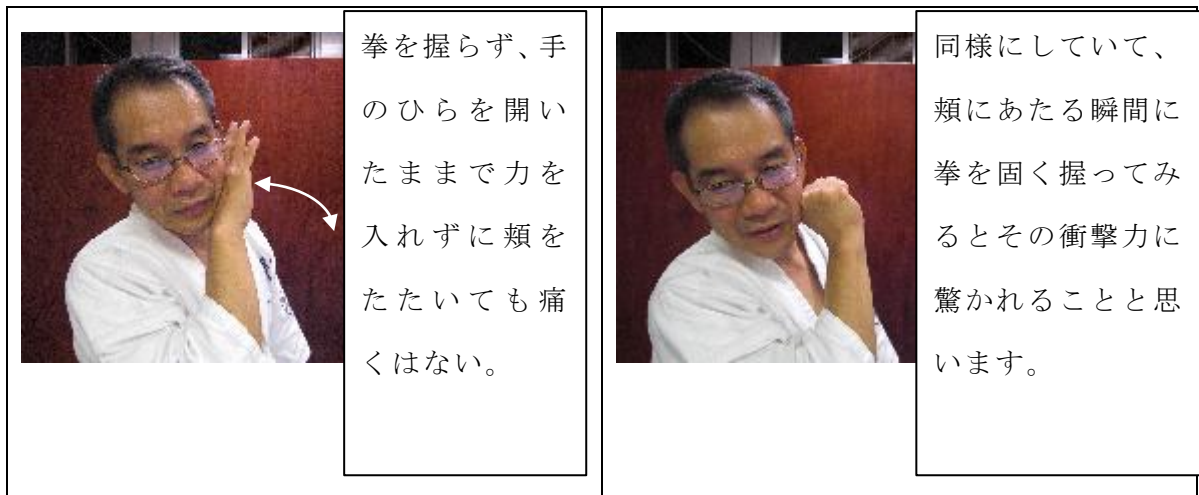 拳を握らず、手
のひらを開い
たままで力を
入れずに頬を
たたいても痛
くはない。
同様にしていて、
頬にあたる瞬間に
拳を固く握ってみ
るとその衝撃力に
驚かれることと思
います。